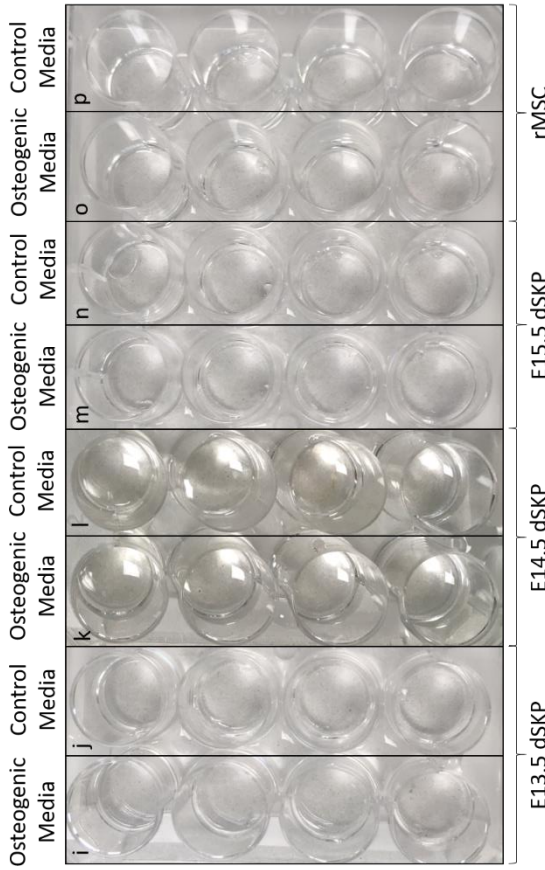 Control
Media
p
rMSC
Osteogenic
Media
o
Control
Media
n
E15.5 dSKP
Osteogenic
Media
m
Control
Media
l
E14.5 dSKP
Osteogenic
Media
k
Control
Media
j
E13.5 dSKP
Osteogenic
Media
i